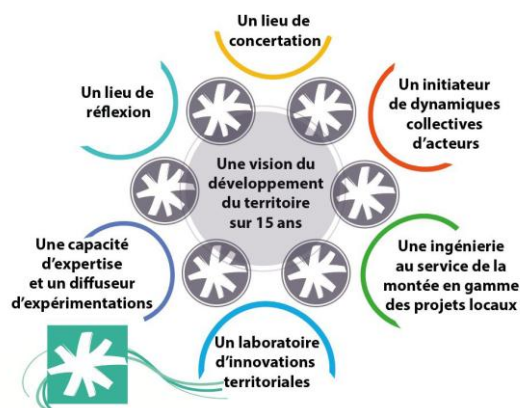 Un lieu de
concertation
Un initiateur
de dynamiques
collectives
d'acteurs
Une ingénierie
au service de la
montée en gamme
des projets locaux
Un laboratoire
d'innovations
territoriales
Une capacité
d'expertise
et un diffuseur
d'expérimentations
Un lieu de
réflexion
Une vision du
développement
du territoire
sur 15 ans